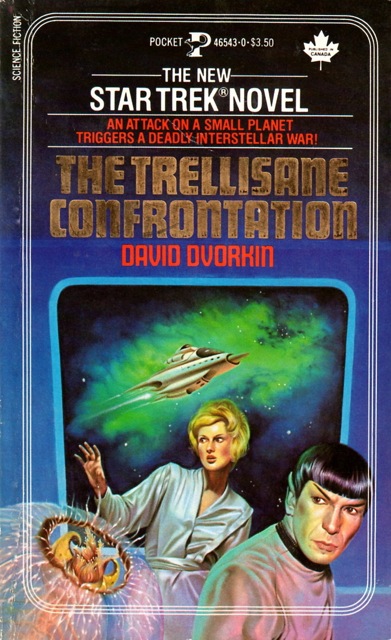 SCIENCE FICTION
POCKET P 46543-0·$3.50
PUBLISHED IN
CANADA
THE NEW
STAR TREK® NOVEL
AN ATTACK ON A SMALL PLANET
TRIGGERS A DEADLY INTERSTELLAR WAR!
THE TRELLISANE
CONFRONTATION
DAVID DVORKIN